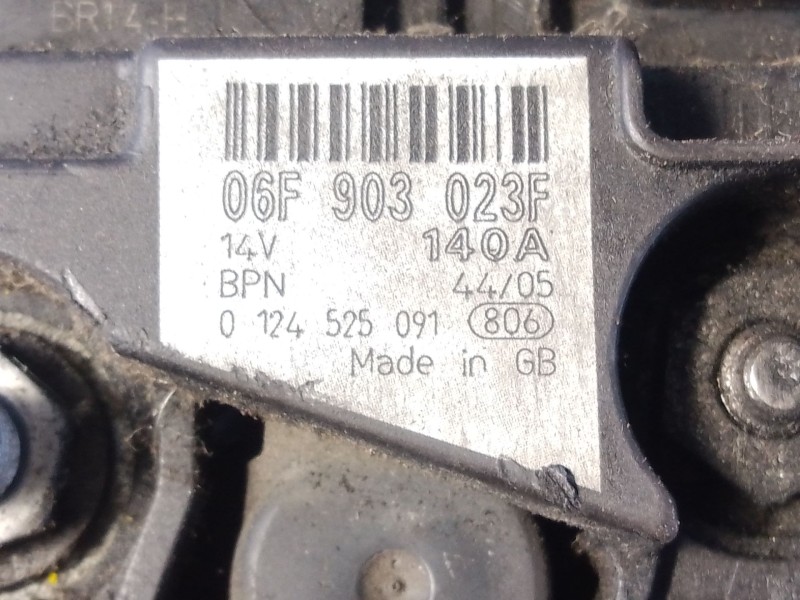 06F 903 023F
14V 140A
BPN 44/05
0 124 525 091 806
Made in GB